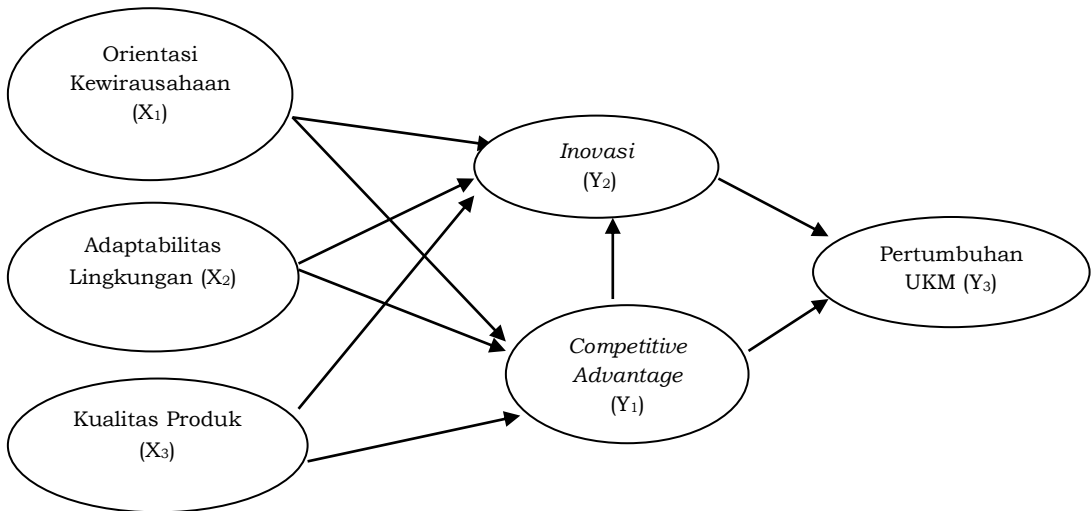 Orientasi
Kewirausahaan
(X₁)
Inovasi
(Y₂)
Adaptabilitas
Lingkungan (X₂)
Pertumbuhan
UKM (Y₃)
Competitive
Advantage
(Y₁)
Kualitas Produk
(X₃)